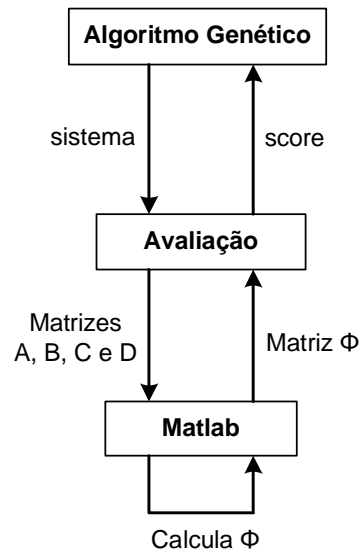 Algoritmo Genético
sistema
score
Avaliação
Matrizes
A, B, C e D
Matriz Φ
Matlab
Calcula Φ